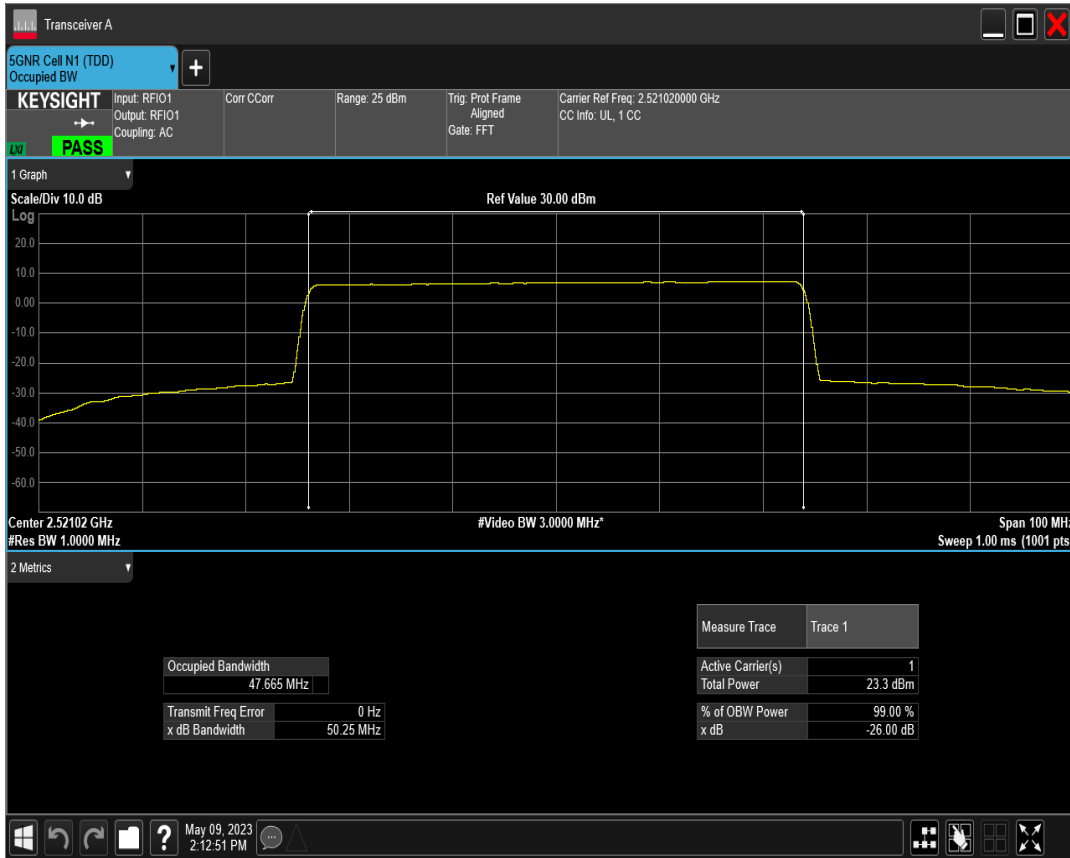 Transceiver A
5GNR Cell N1 (TDD)
Occupied BW
KEYSIGHT
LXI
PASS
Input: RFIO1
Output: RFIO1
Coupling: AC
Corr CCorr
Range: 25 dBm
Trig: Prot Frame
Aligned
Gate: FFT
Carrier Ref Freq: 2.521020000 GHz
CC Info: UL, 1 CC
1 Graph
Scale/Div 10.0 dB
Ref Value 30.00 dBm
Log
20.0
10.0
0.00
-10.0
-20.0
-30.0
-40.0
-50.0
-60.0
Center 2.52102 GHz
#Video BW 3.0000 MHz*
Span 100 MHz
#Res BW 1.0000 MHz
Sweep 1.00 ms (1001 pts
2 Metrics
Measure Trace Trace 1
Occupied Bandwidth
47.665 MHz
Active Carrier(s) 1
Total Power 23.3 dBm
Transmit Freq Error 0 Hz
x dB Bandwidth 50.25 MHz
% of OBW Power 99.00 %
x dB -26.00 dB
?
May 09, 2023
2:12:51 PM